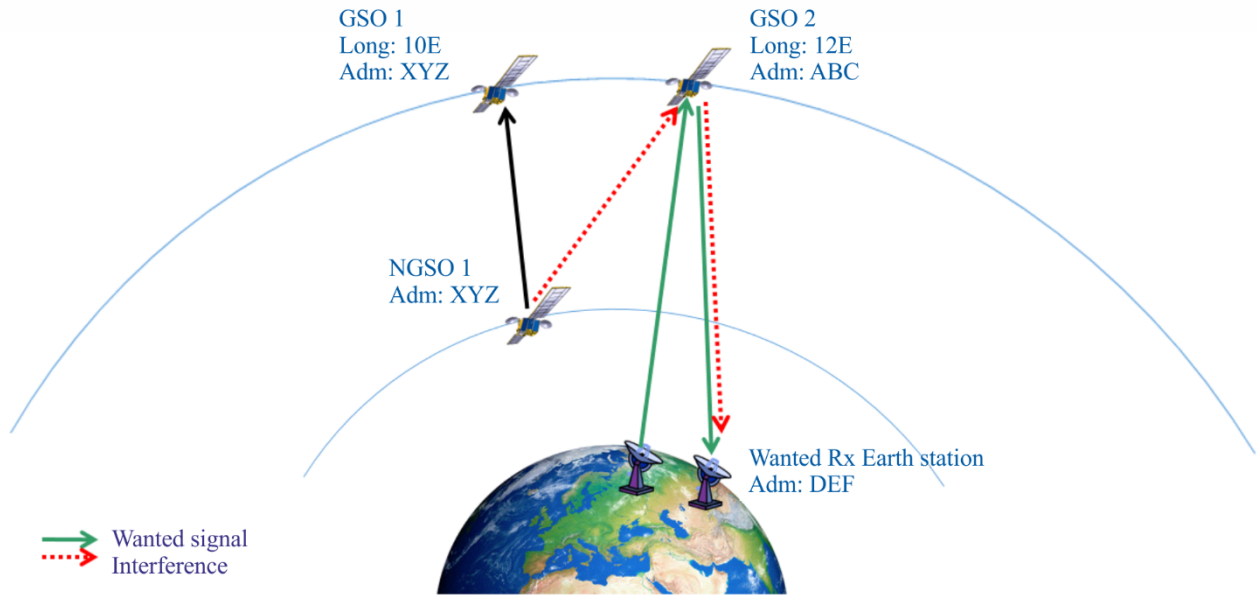 GSO 1
Long: 10E
Adm: XYZ
GSO 2
Long: 12E
Adm: ABC
NGSO 1
Adm: XYZ
Wanted Rx Earth station
Adm: DEF
Wanted signal
Interference